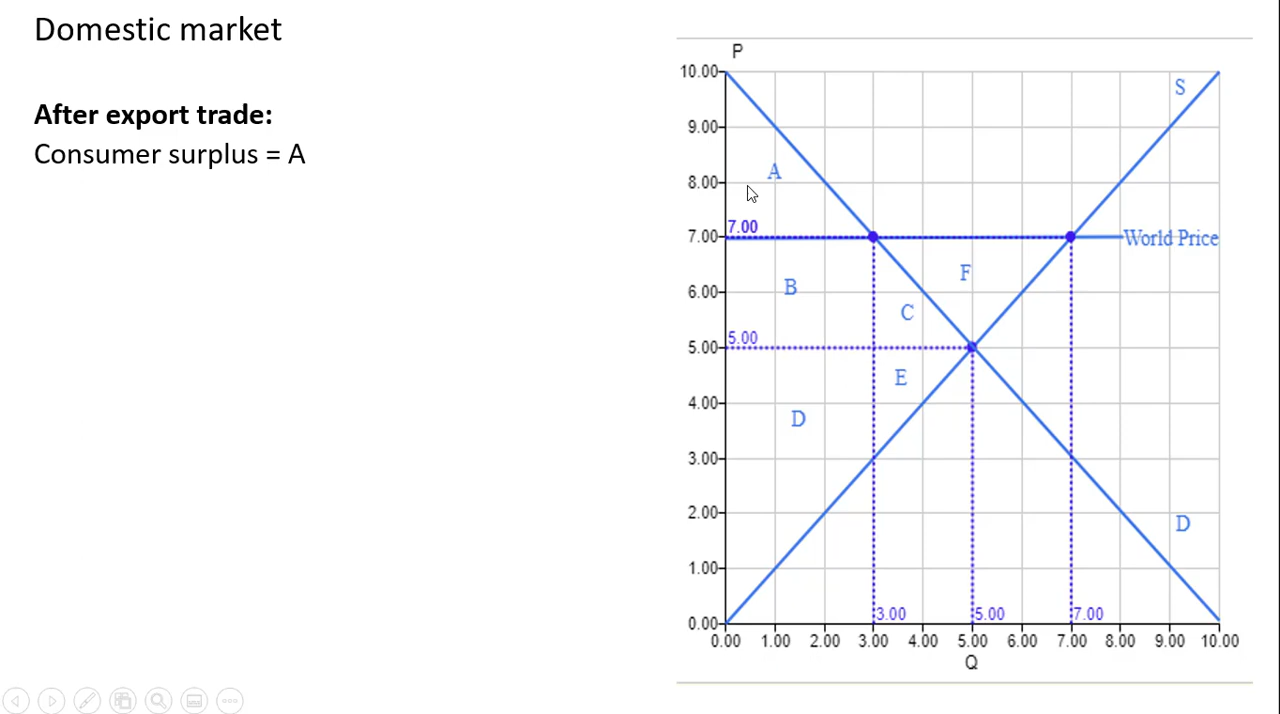 Domestic market
After export trade:
Consumer surplus = A
P
10.00
S
9.00
A
8.00
7.00
7.00
World Price
F
B
6.00
C
5.00
5.00
E
4.00
D
3.00
2.00
D
1.00
3.00 5.00 7.00
0.00
0.00 1.00 2.00 3.00 4.00 5.00 6.00 7.00 8.00 9.00 10.00
Q